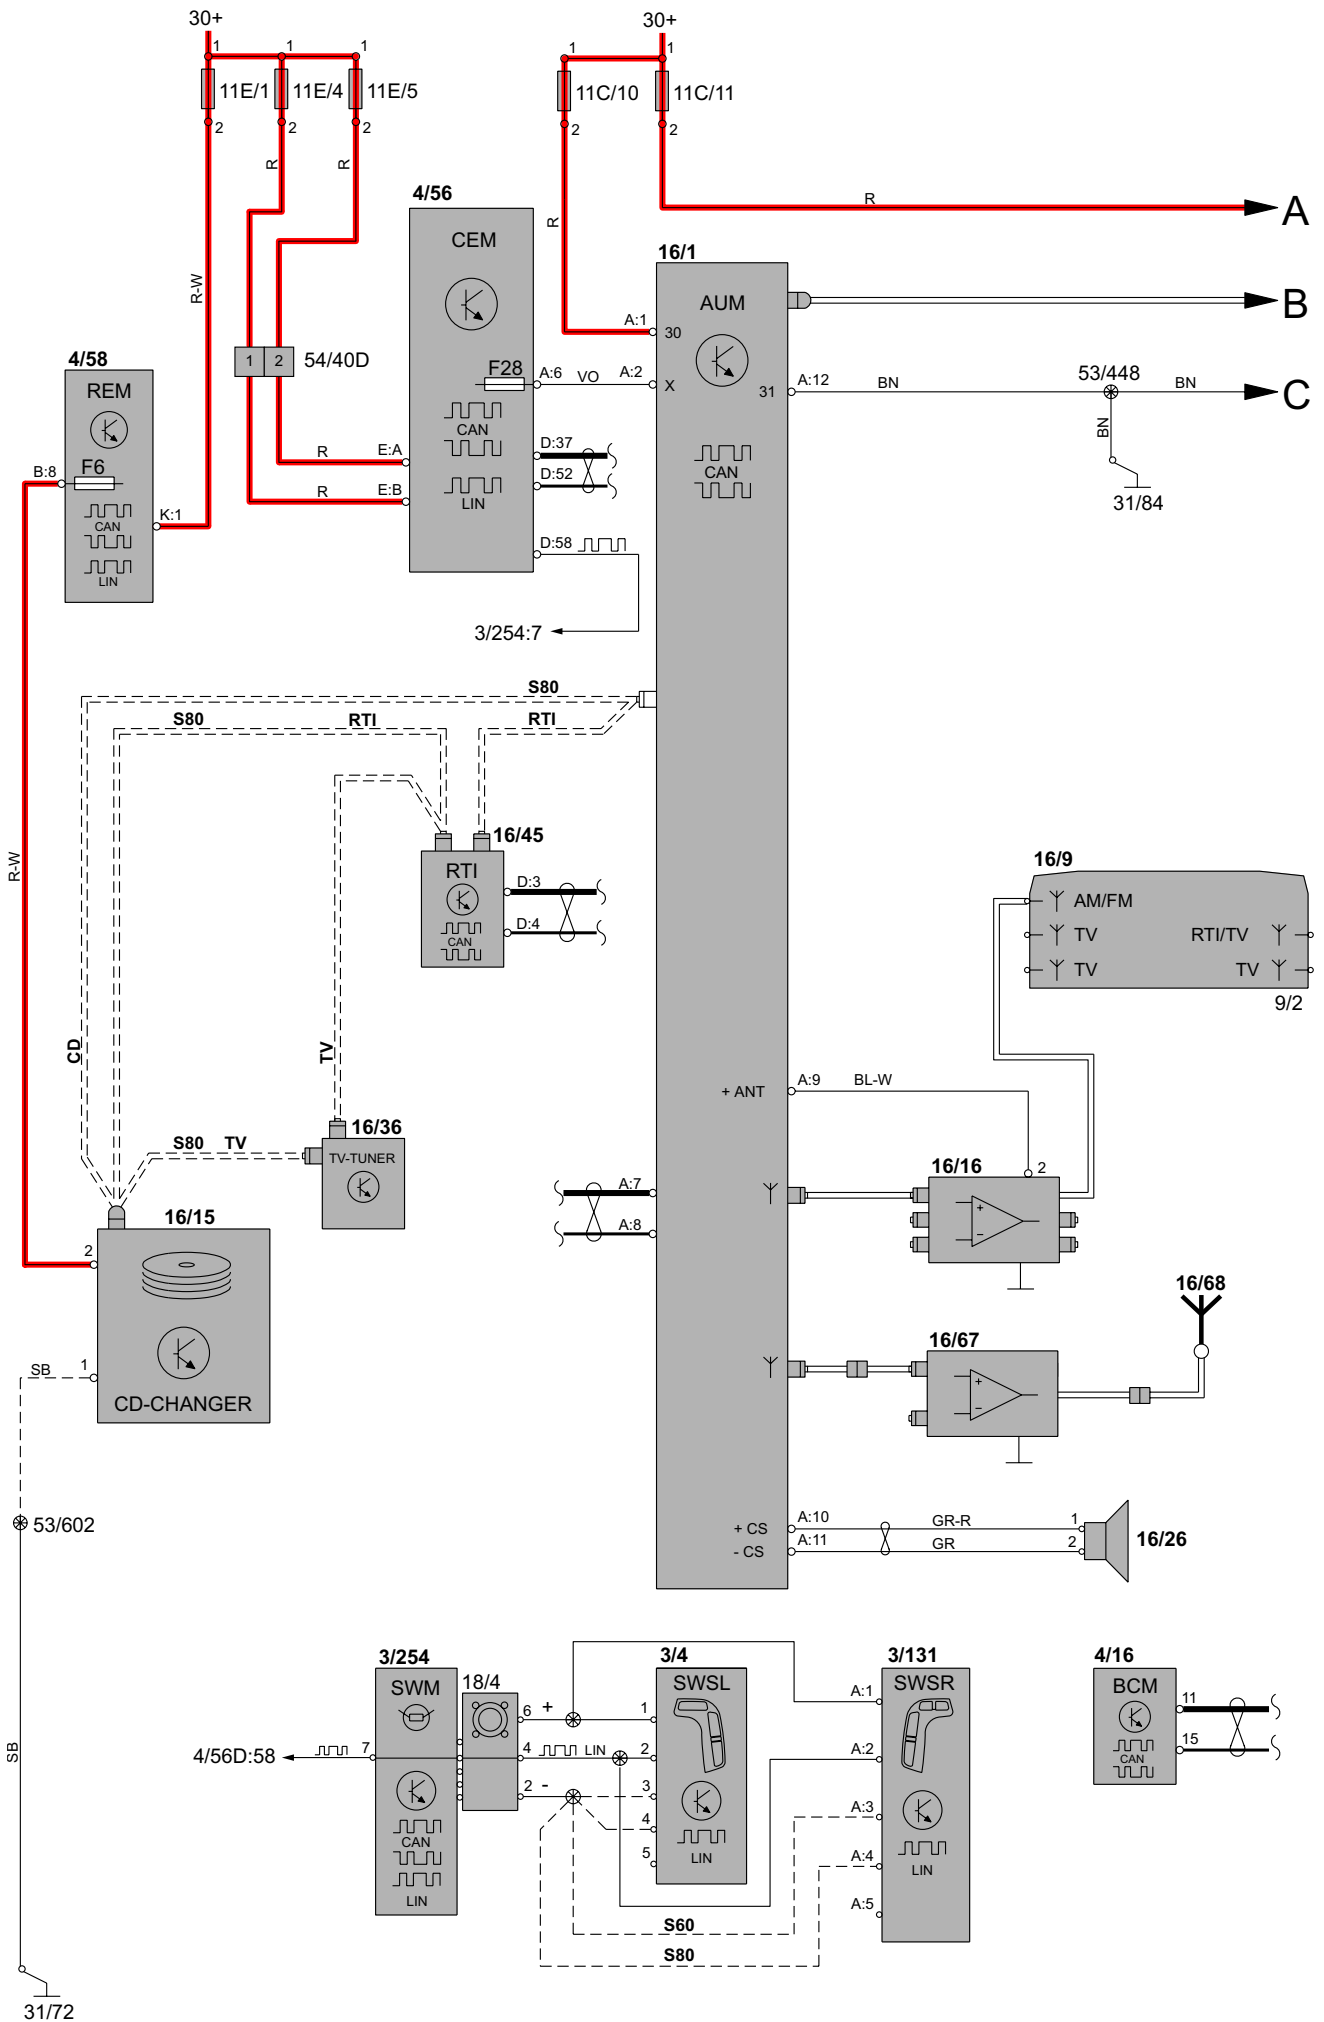 30+
30+
1 1 1
1 1
11E/1 11E/4 11E/5
11C/10 11C/11
2 2 2
2 2
R R
R
R
A
4/56
CEM
16/1
AUM
B
R-W
A:1 30
4/58
REM
1 2 54/40D
F28 A:6 VO A:2 X
31 A:12 BN 53/448 BN C
BN
CAN
R E:A
D:37
B:8 F6
D:52
CAN
R E:B
LIN
31/84
K:1
CAN
LIN
D:58
3/254:7
S80
S80 RTI RTI
16/45
RTI
CAN
D:3
D:4
R-W
16/9
AM/FM
TV RTI/TV
TV TV
9/2
CD
TV
+ ANT A:9 BL-W
16/36
TV-TUNER
S80 TV
16/16 2
A:7
A:8
16/15
2
1
SB
CD-CHANGER
+
-
16/68
16/67
+
-
53/602
+ CS A:10 GR-R 1
- CS A:11 GR 2
16/26
3/254
SWM
18/4
3/4
SWSL
3/131
SWSR
4/16
BCM
6 + 1
A:1
11
4/56D:58 7
4 LIN 2
A:2
15
CAN
2 - 3
4
A:3
CAN
LIN
5
LIN
A:4
LIN
A:5
S60
S80
SB
31/72